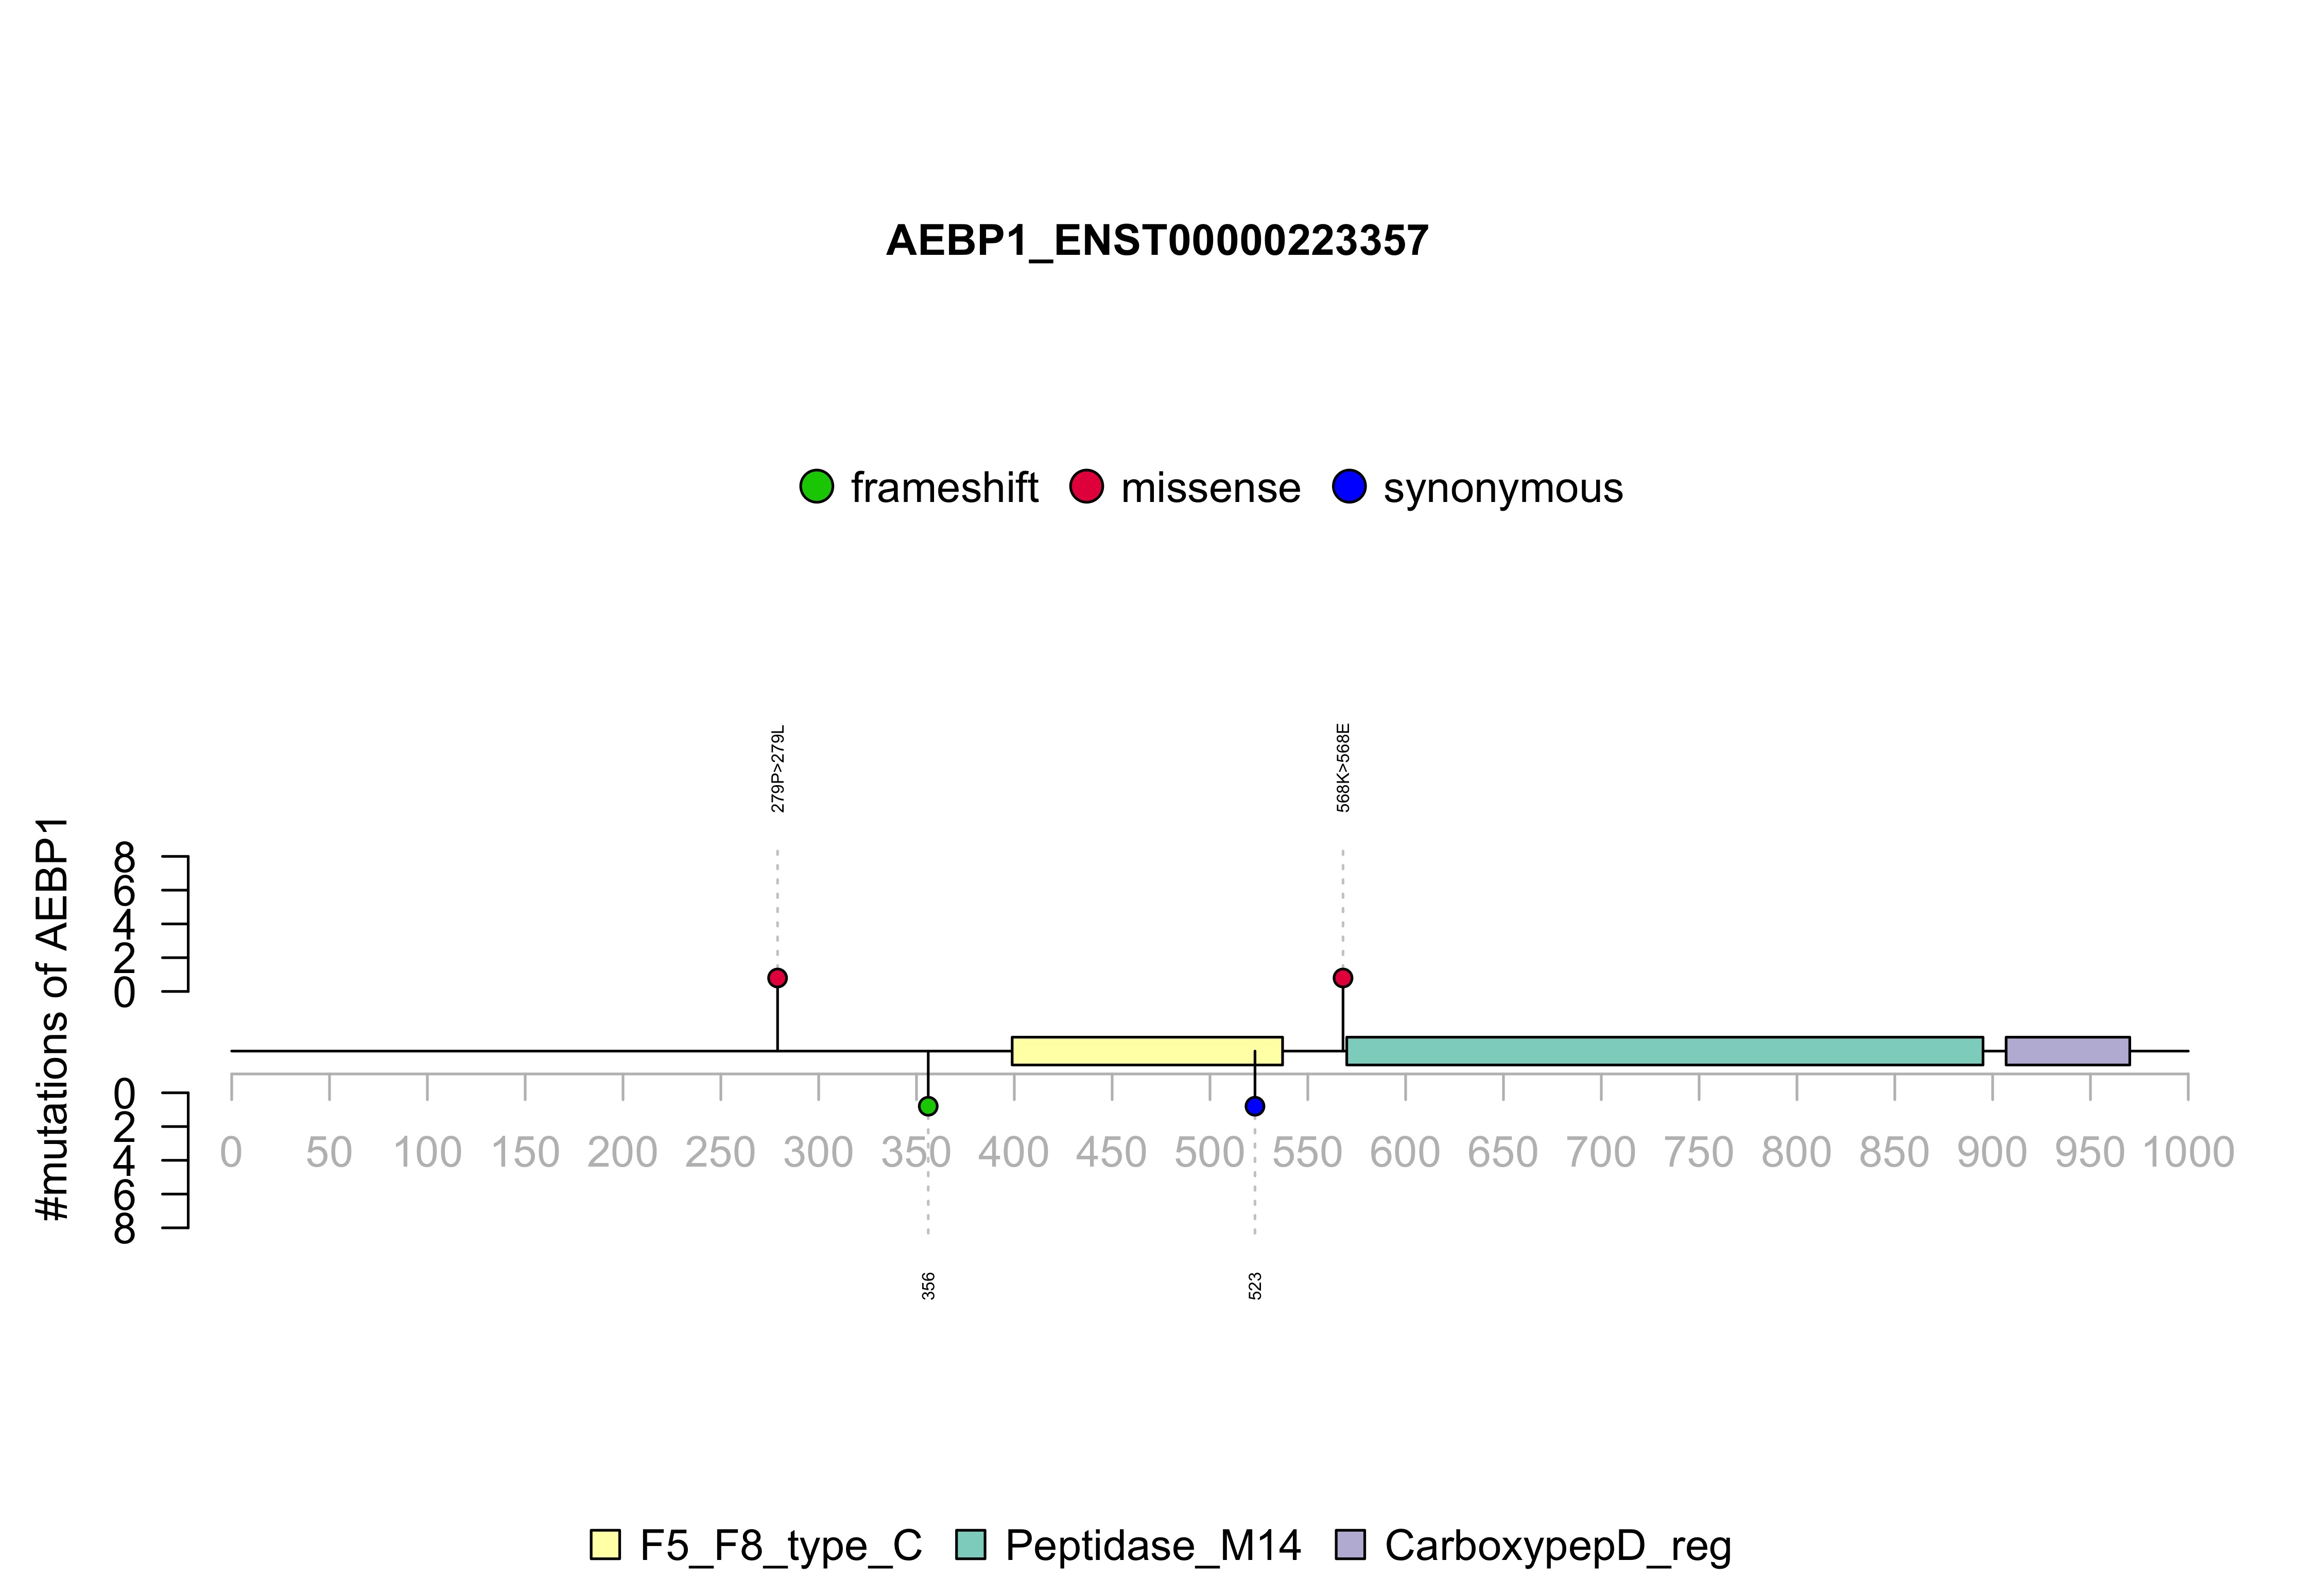 AEBP1_ENST00000223357
frameshift missense synonymous
279P>279L
568K>568E
#mutations of AEBP1
8
6
4
2
0
0
2
4
6
8
0 50 100 150 200 250 300 350 400 450 500 550 600 650 700 750 800 850 900 950 1000
356
523
F5_F8_type_C Peptidase_M14 CarboxypepD_reg